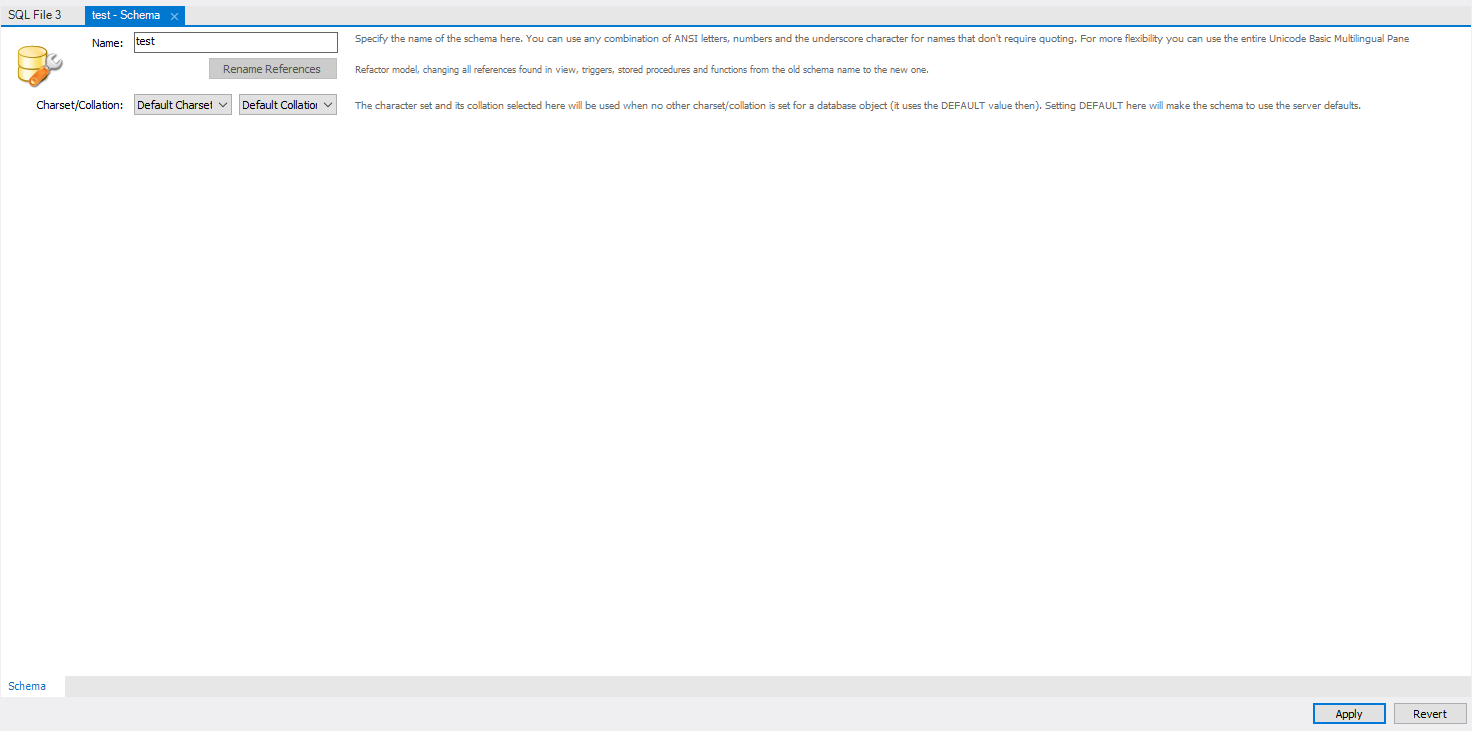 SQL File 3
test - Schema
Name:
test
Specify the name of the schema here. You can use any combination of ANSI letters, numbers and the underscore character for names that don't require quoting. For more flexibility you can use the entire Unicode Basic Multilingual Pane
Rename References
Refactor model, changing all references found in view, triggers, stored procedures and functions from the old schema name to the new one.
Charset/Collation:
Default Charset
Default Collation
The character set and its collation selected here will be used when no other charset/collation is set for a database object (it uses the DEFAULT value then). Setting DEFAULT here will make the schema to use the server defaults.
Schema
Apply
Revert